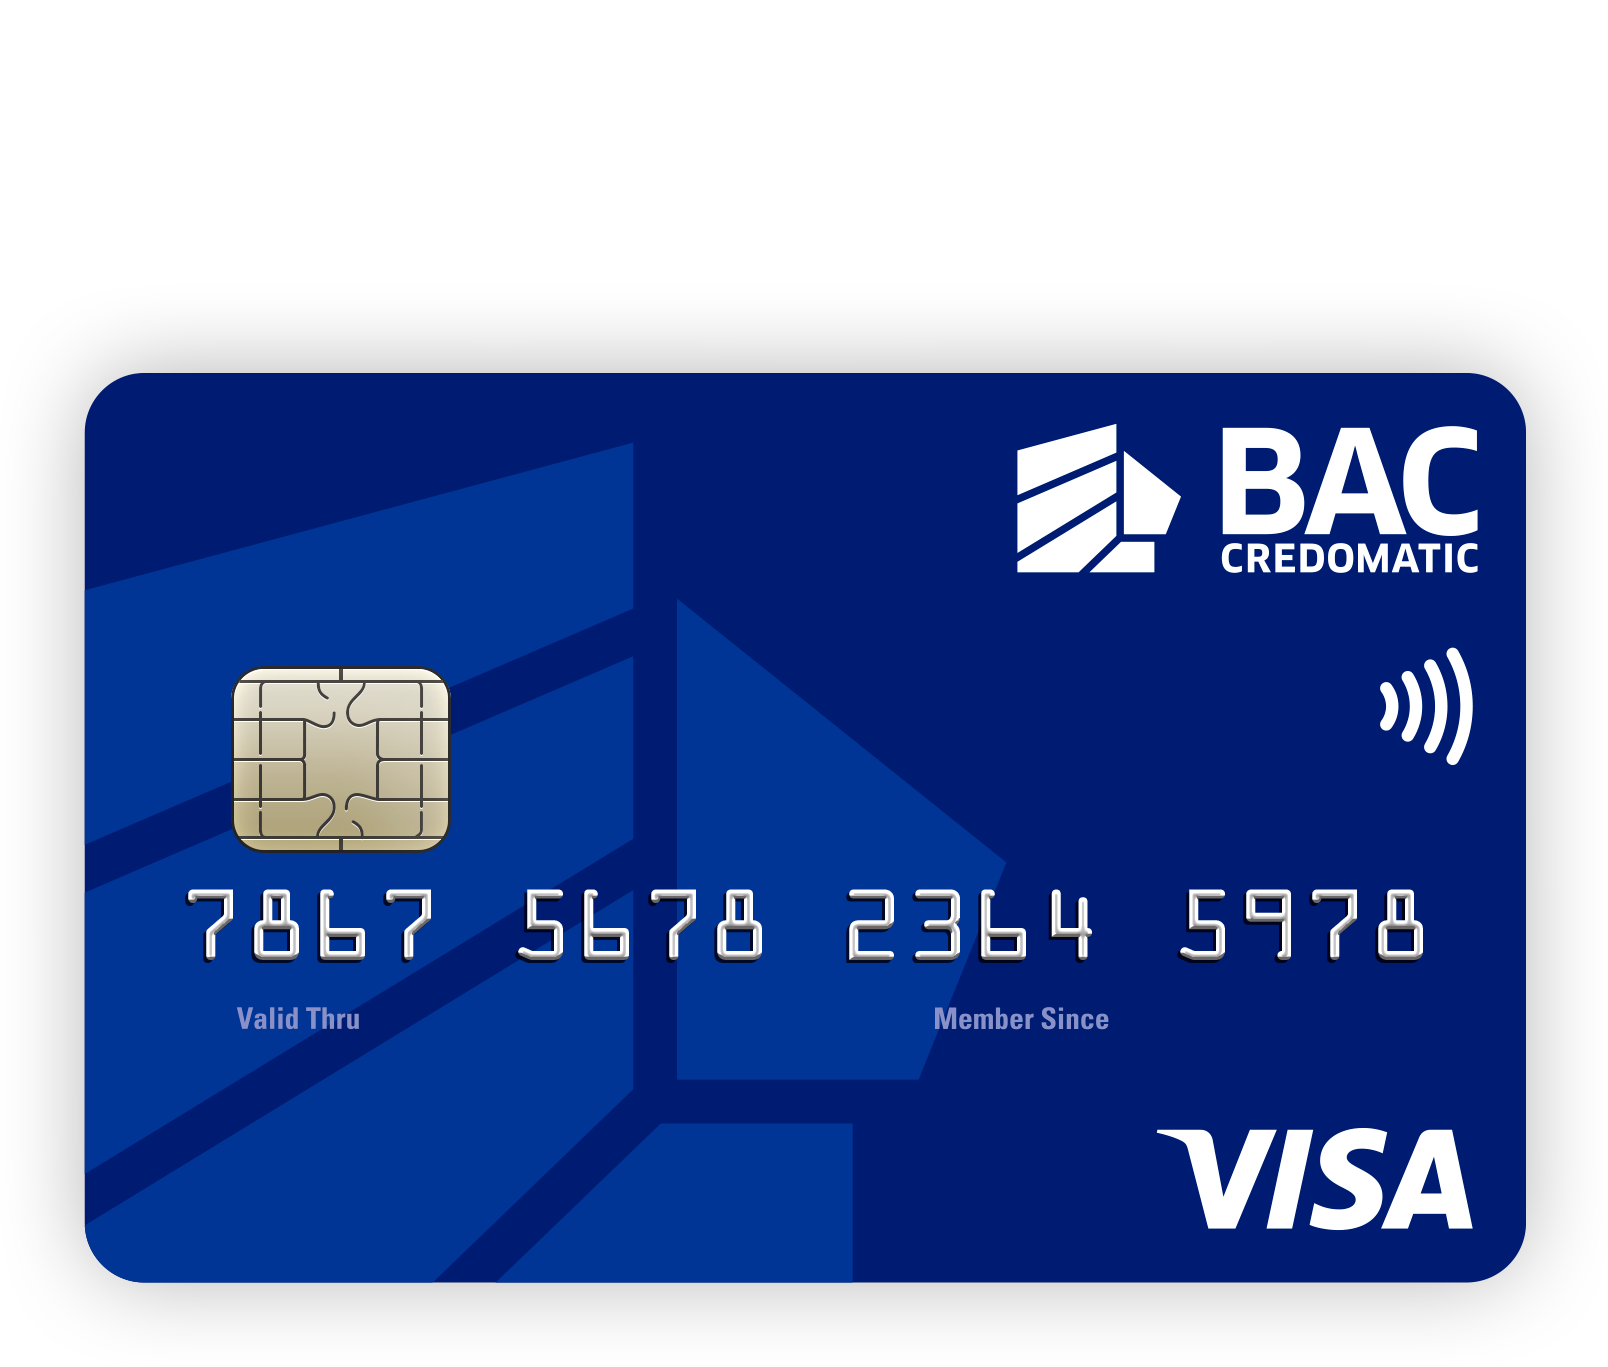 BAC
CREDOMATIC
7867 5678 2364 5978
Valid Thru Member Since
VISA